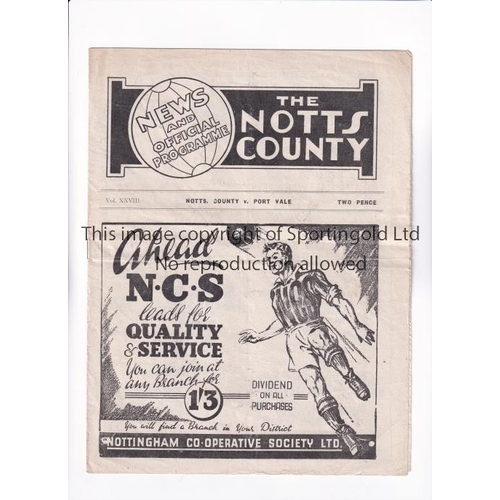 NEWS
AND
OFFICIAL
PROGRAMME
THE
NOTTS
COUNTY
Vol. XXVIII.
NOTTS. COUNTY v. PORT VALE
TWO PENCE
This image copyright of Sportingold Ltd
No reproduction allowed
Ahead
N·C·S
leads for
QUALITY
& SERVICE
You can join at
any Branch for
1'3
DIVIDEND
ON ALL
PURCHASES
You will find a Branch in Your District
NOTTINGHAM CO-OPERATIVE SOCIETY LTD.